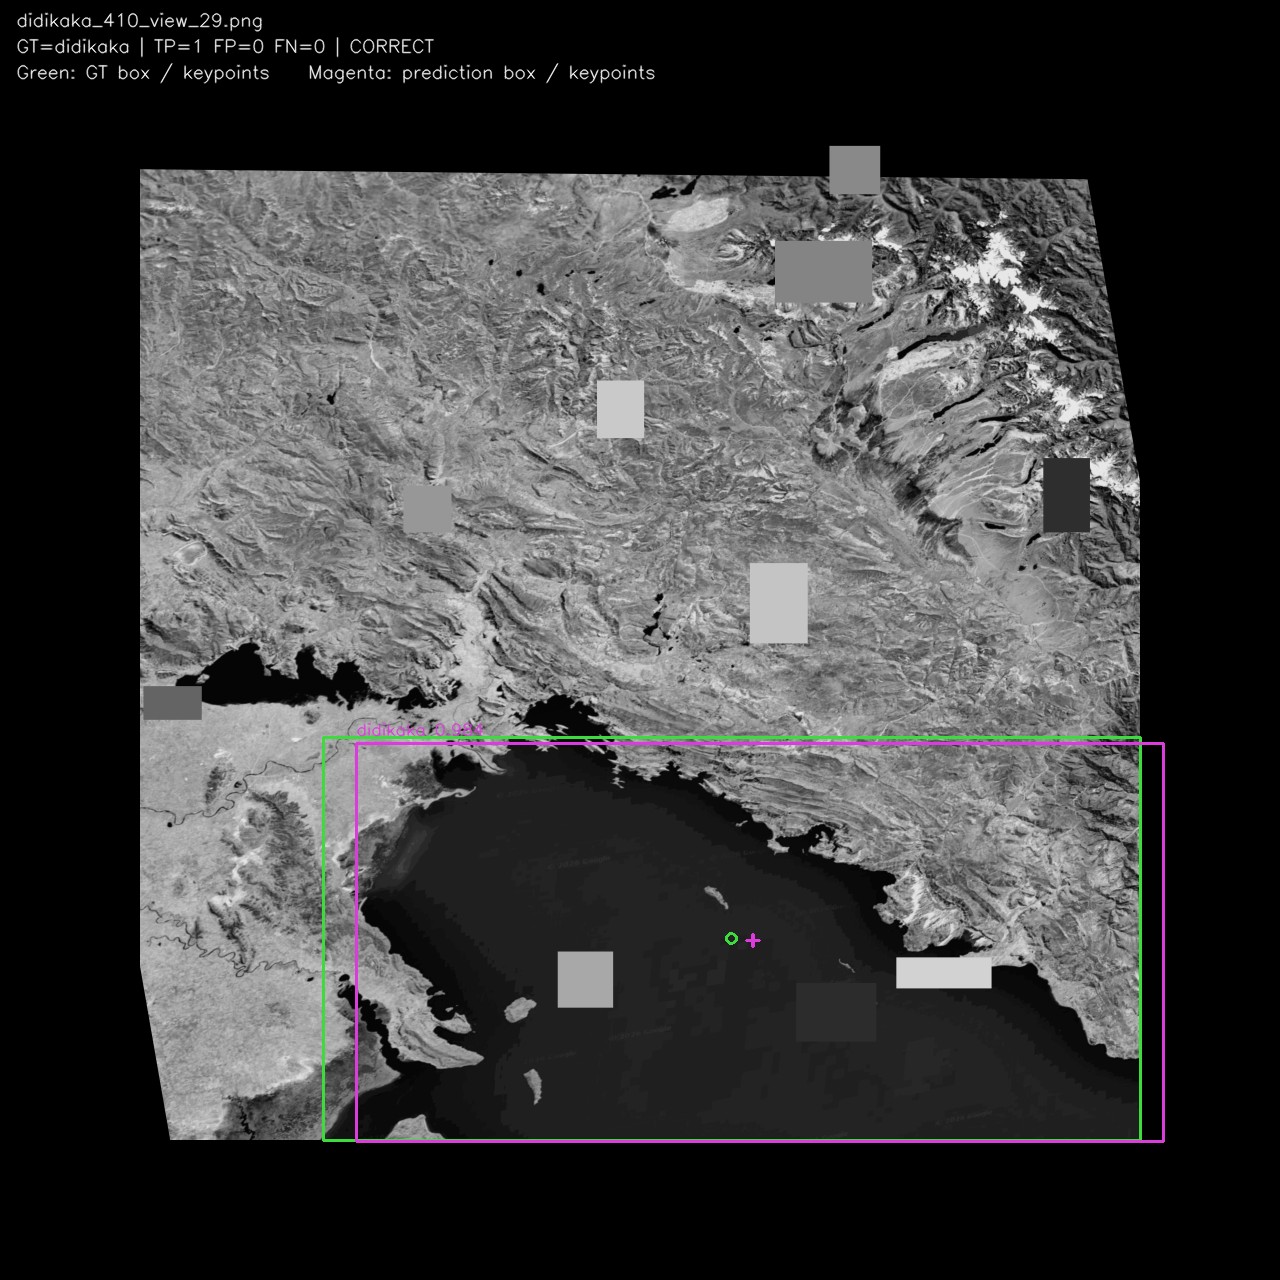 didikaka_410_view_29.png
GT=didikaka | TP=1 FP=0 FN=0 | CORRECT
Green: GT box / keypoints    Magenta: prediction box / keypoints
didikaka